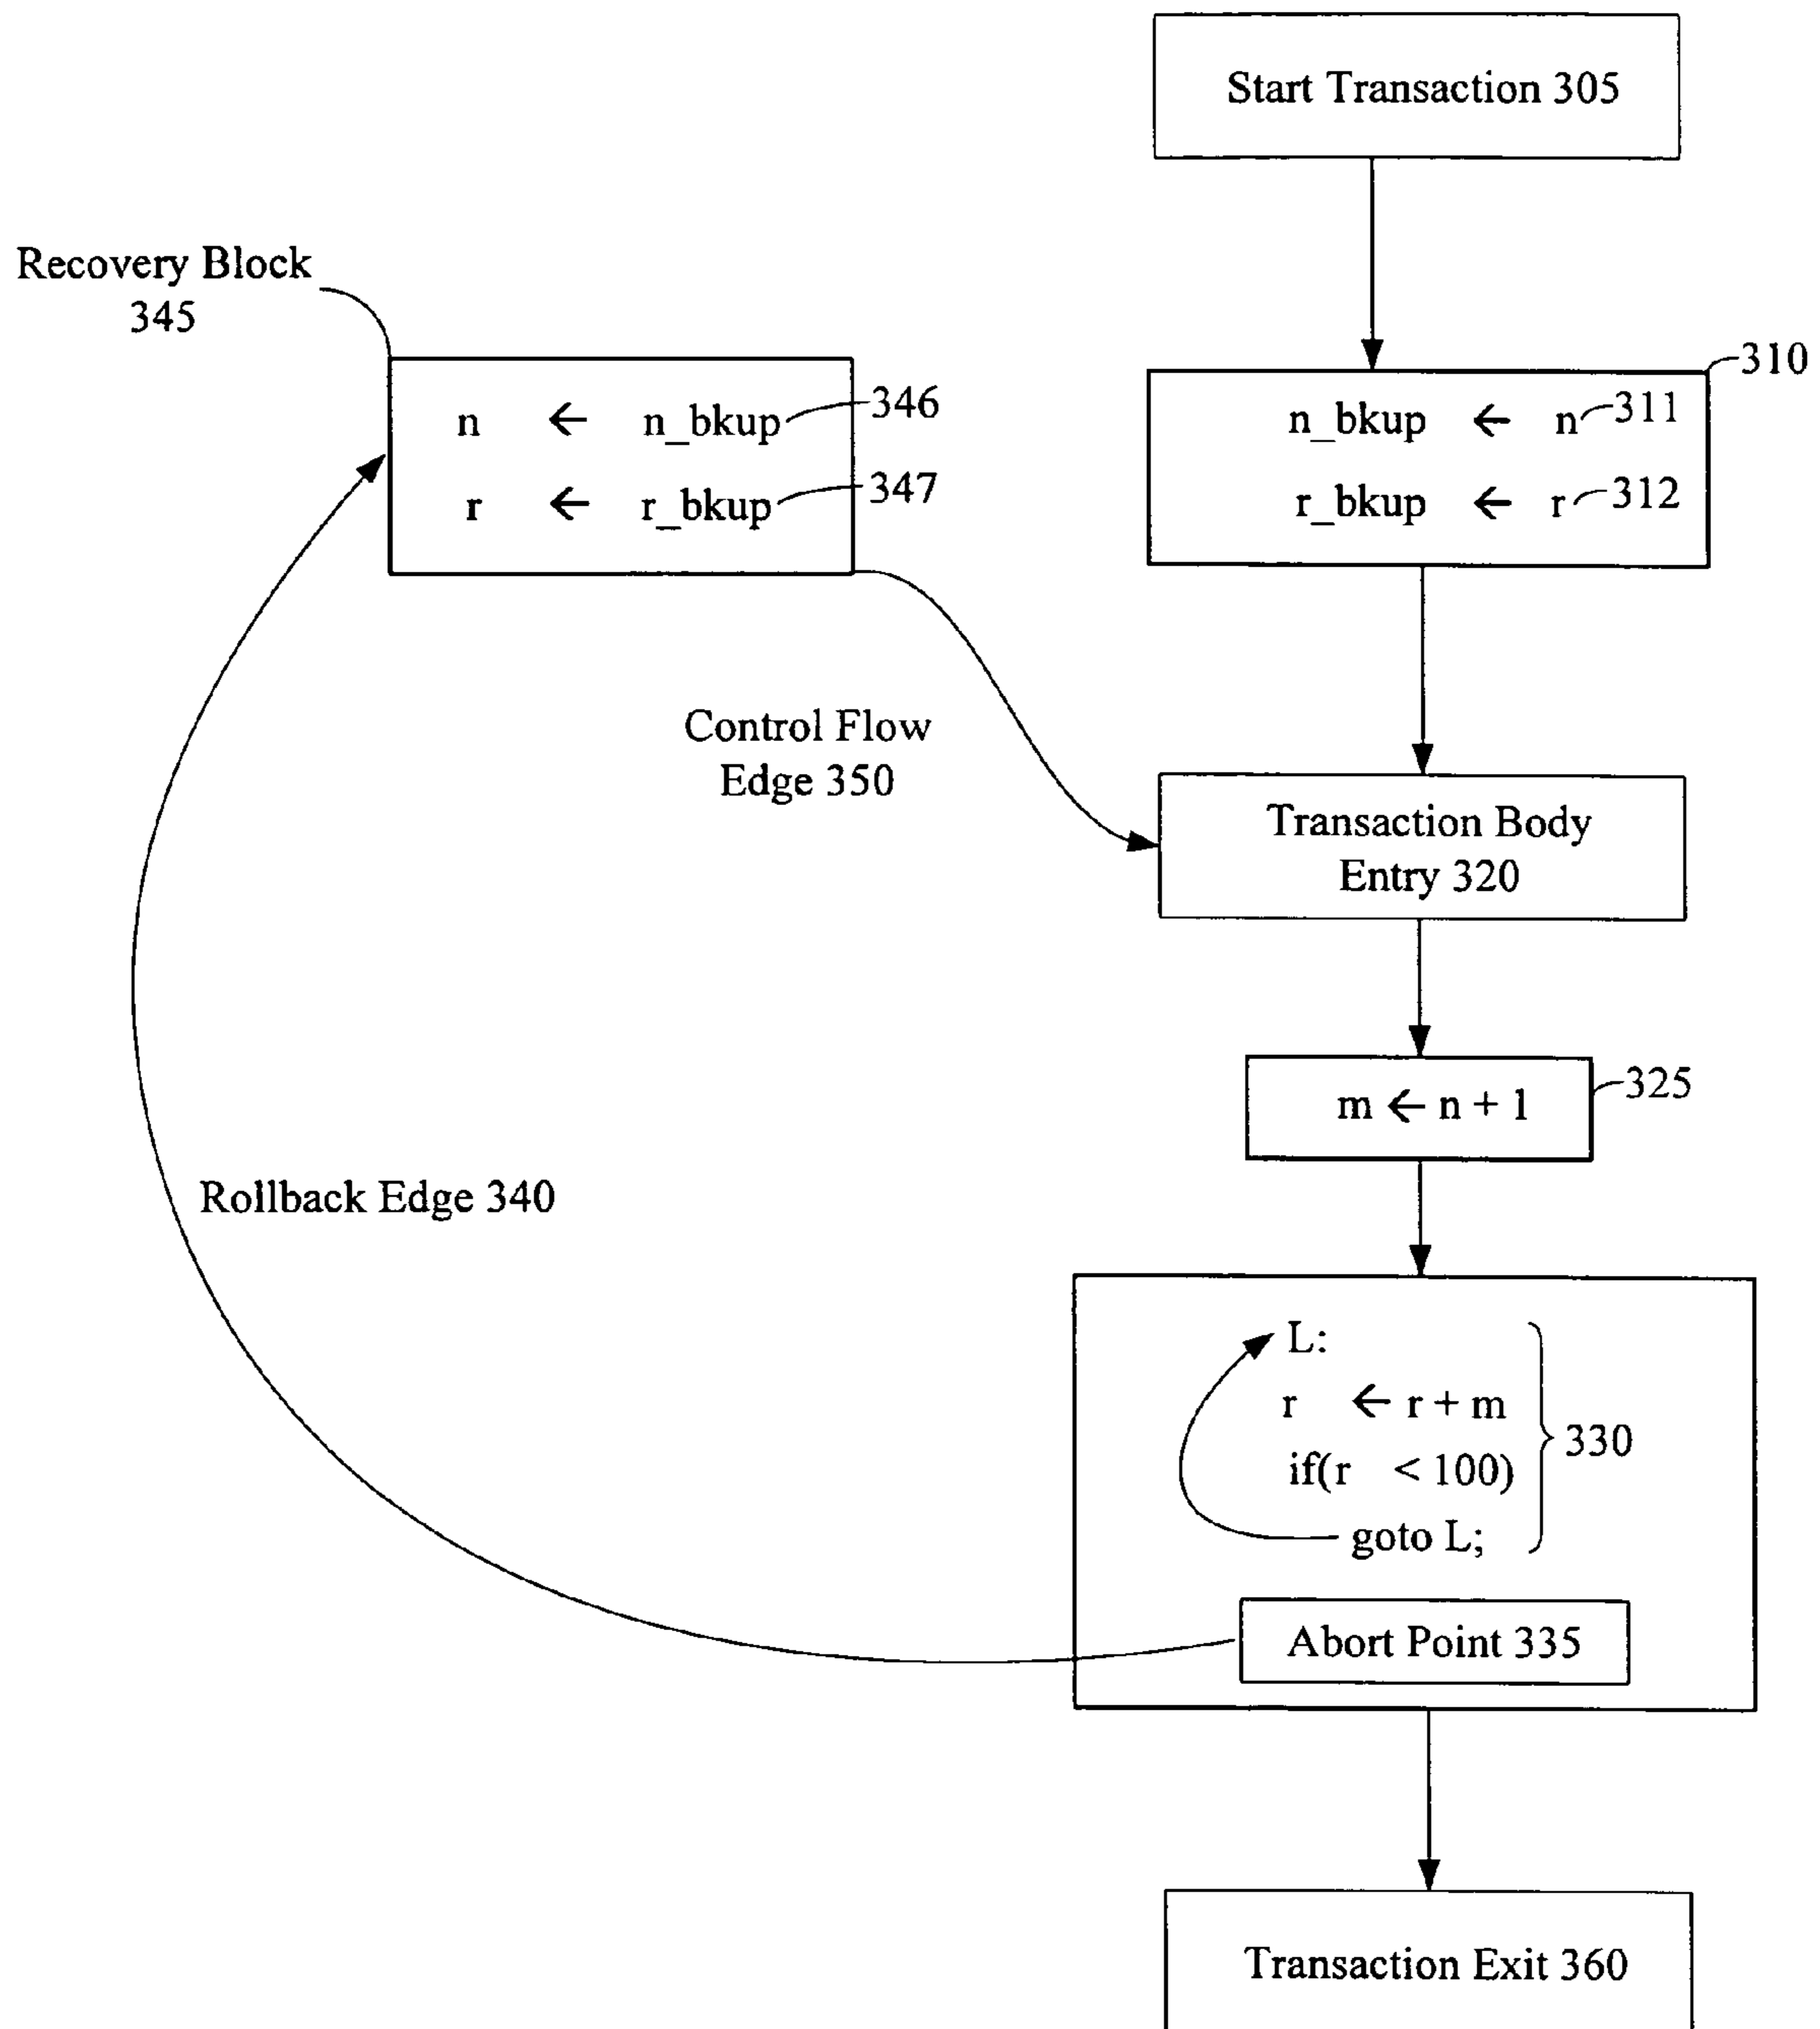 Start Transaction 305
Recovery Block
345
310
n ← n_bkup 346
r ← r_bkup 347
n_bkup ← n 311
r_bkup ← r 312
Control Flow
Edge 350
Transaction Body
Entry 320
m ← n + 1
325
Rollback Edge 340
L:
r ← r + m
if(r < 100)
goto L;
330
Abort Point 335
Transaction Exit 360